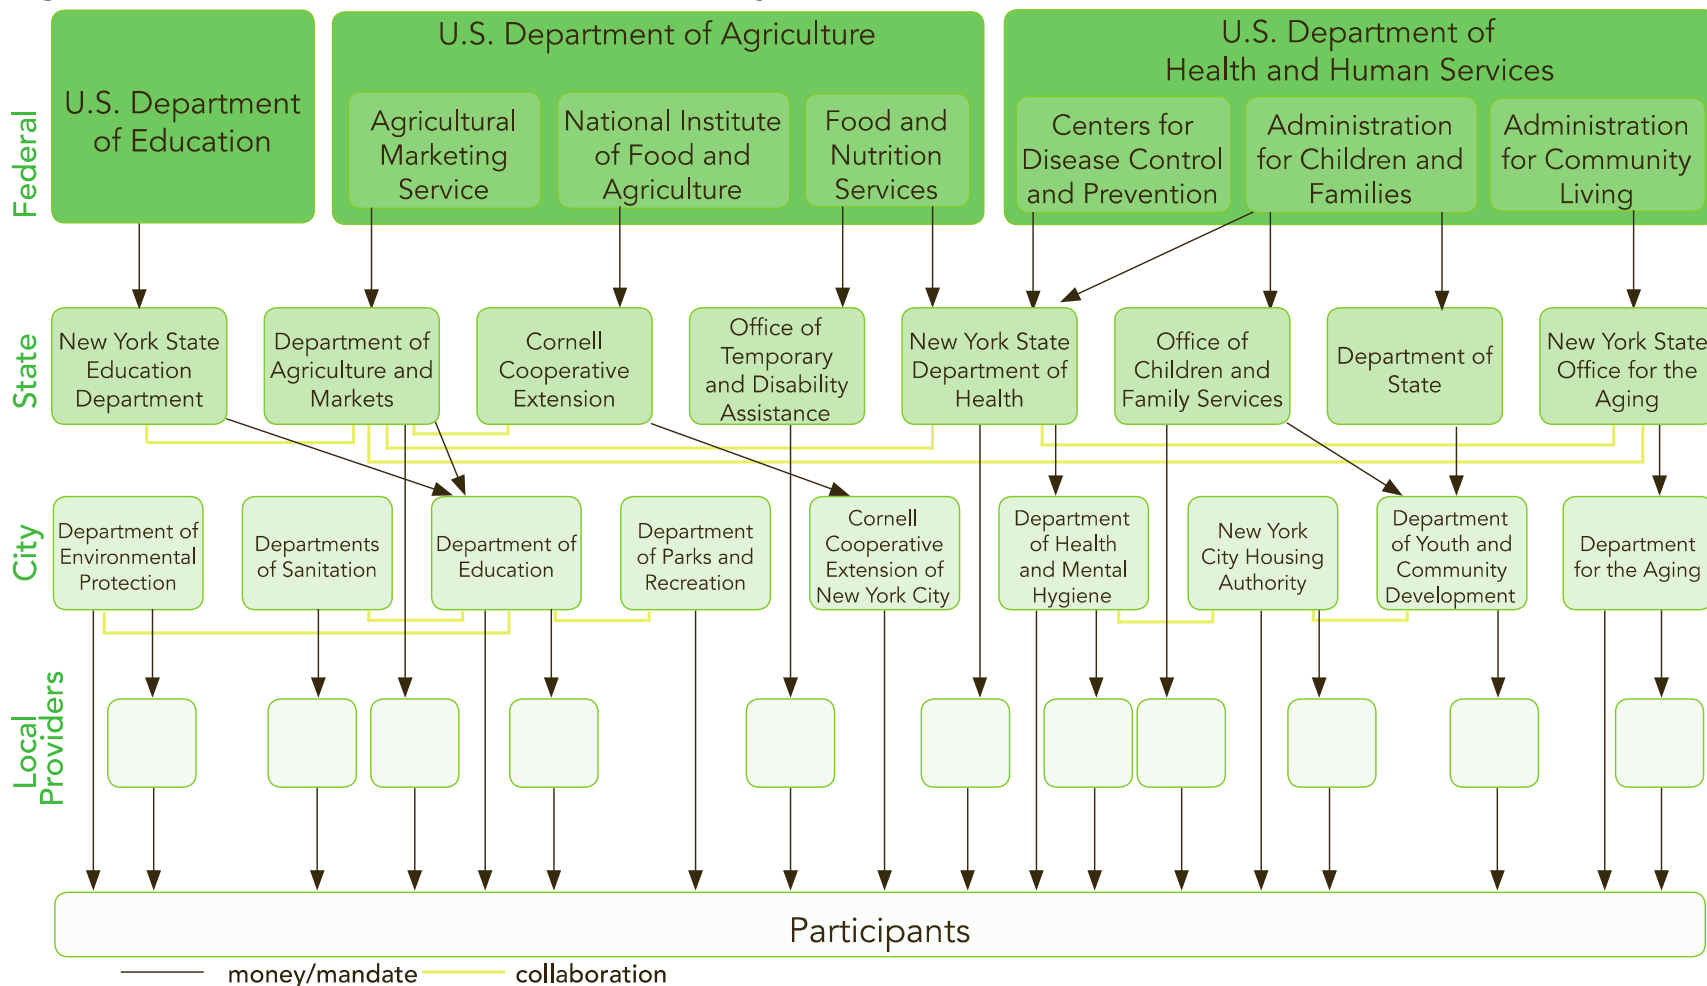 Federal
U.S. Department
of Education
U.S. Department of Agriculture
Agricultural
Marketing
Service
National Institute
of Food and
Agriculture
Food and
Nutrition
Services
U.S. Department of
Health and Human Services
Centers for
Disease Control
and Prevention
Administration
for Children and
Families
Administration
for Community
Living
State
New York State
Education
Department
Department of
Agriculture and
Markets
Cornell
Cooperative
Extension
Office of
Temporary
and Disability
Assistance
New York State
Department of
Health
Office of
Children and
Family Services
Department of
State
New York State
Office for the
Aging
City
Department of
Environmental
Protection
Departments
of Sanitation
Department of
Education
Department
of Parks and
Recreation
Cornell
Cooperative
Extension of
New York City
Department
of Health
and Mental
Hygiene
New York
City Housing
Authority
Department
of Youth and
Community
Development
Department
for the Aging
Local
Providers
Participants
money/mandate
collaboration